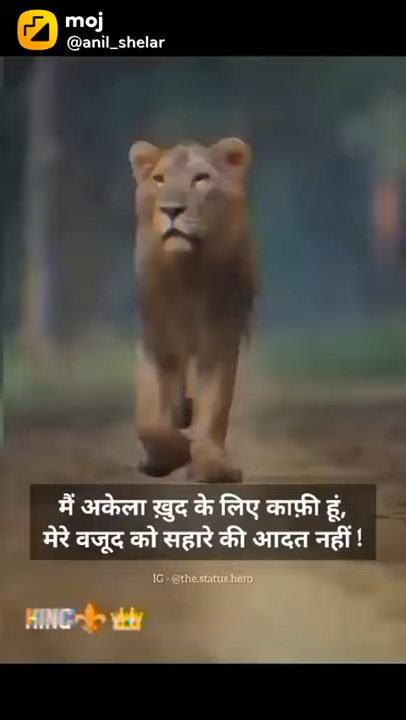 moj
@anil_shelar
मैं अकेला ख़ुद के लिए काफ़ी हूं,
मेरे वजूद को सहारे की आदत नहीं !
IG - @the.status.hero
KING⚜️👑